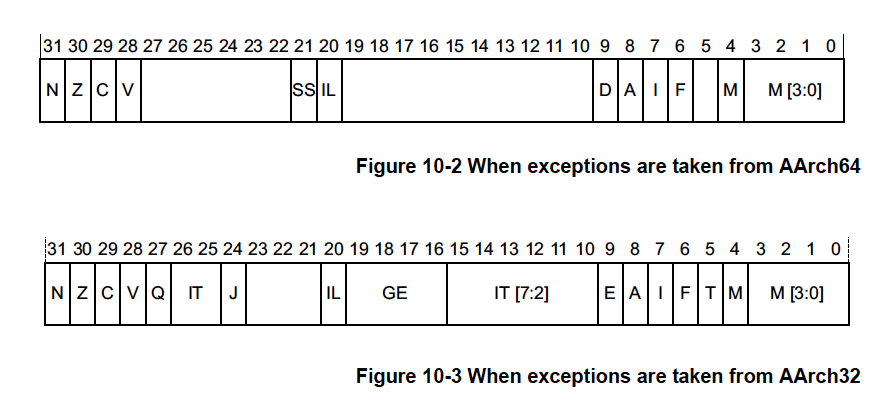 31 30 29 28 27 26 25 24 23 22 21 20 19 18 17 16 15 14 13 12 11 10 9 8 7 6 5 4 3 2 1 0
N Z C V SS IL D A I F M M [3:0]
Figure 10-2 When exceptions are taken from AArch64
31 30 29 28 27 26 25 24 23 22 21 20 19 18 17 16 15 14 13 12 11 10 9 8 7 6 5 4 3 2 1 0
N Z C V Q IT J IL GE IT [7:2] E A I F T M M [3:0]
Figure 10-3 When exceptions are taken from AArch32